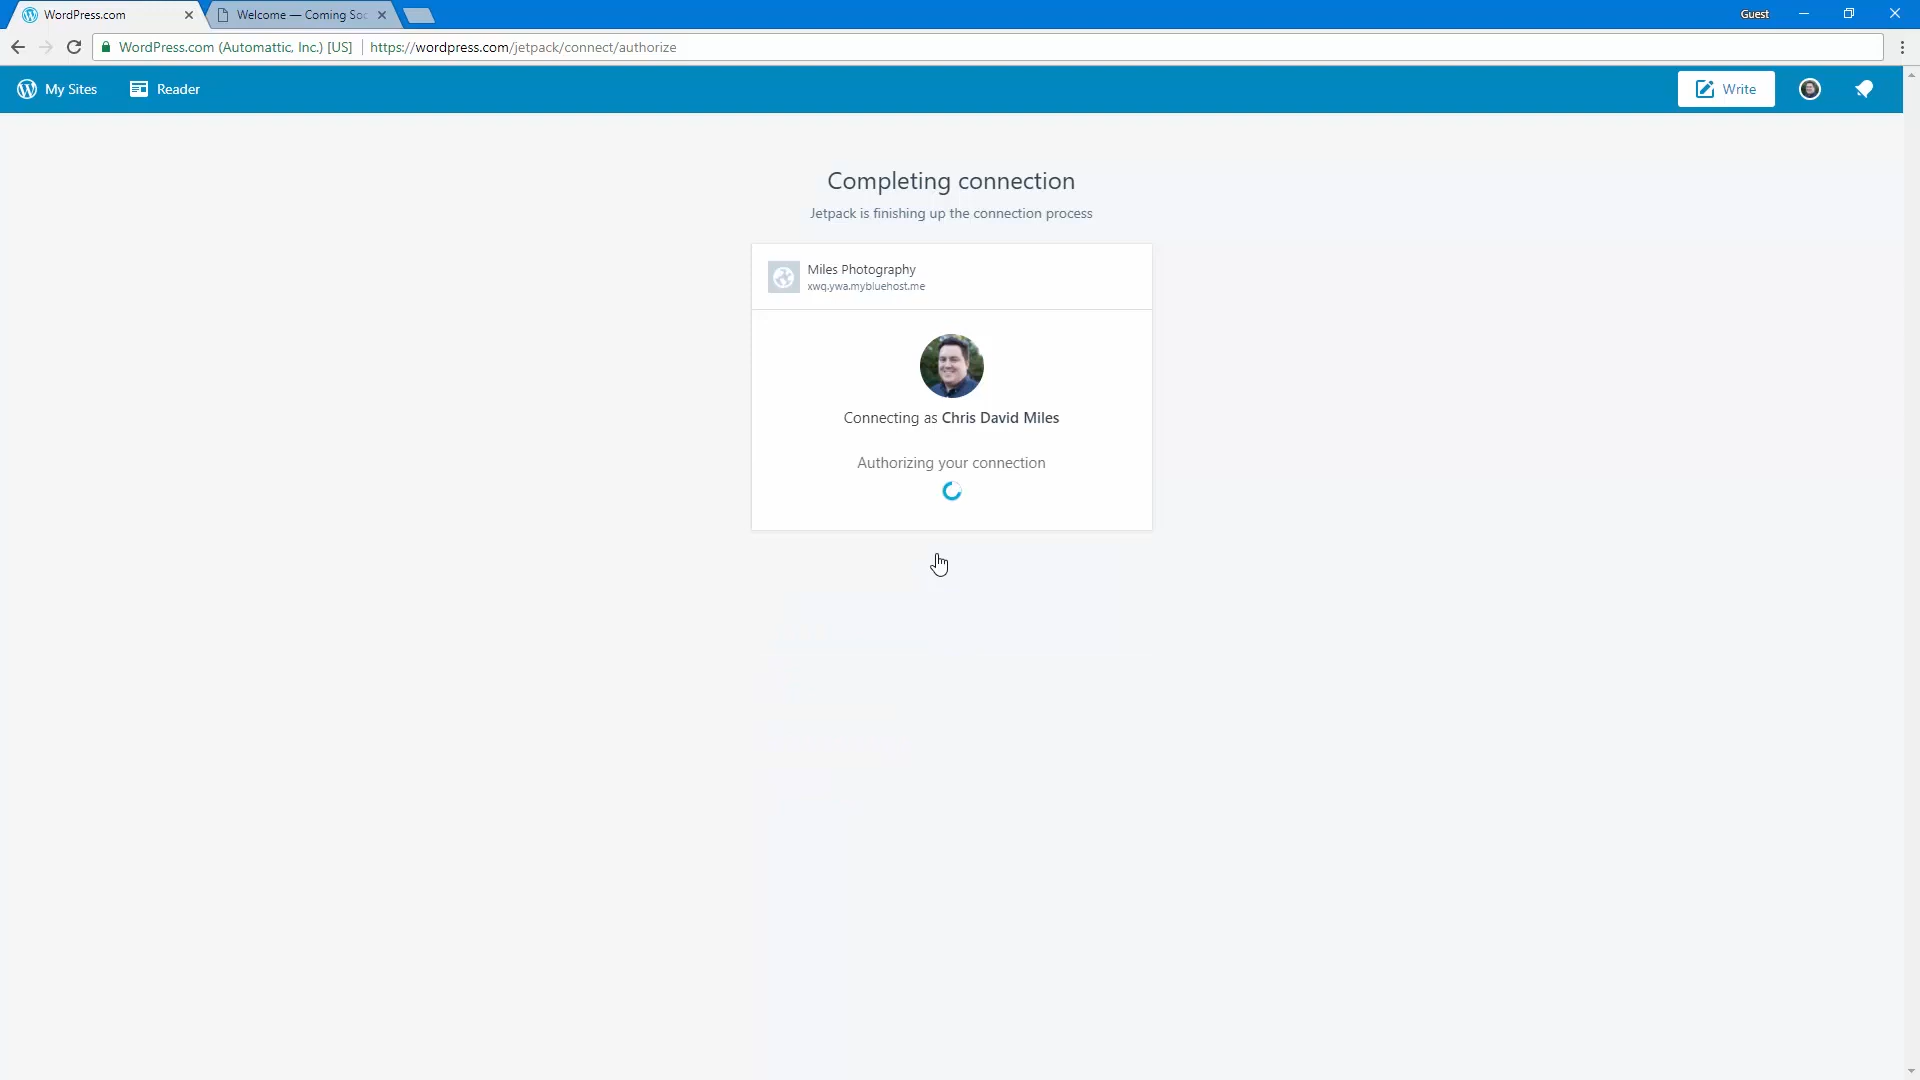 WordPress.com
Welcome — Coming Soc
Guest
WordPress.com (Automattic, Inc.) [US]
https://wordpress.com/jetpack/connect/authorize
My Sites
Reader
Write
Completing connection
Jetpack is finishing up the connection process
Miles Photography
xwq.ywa.mybluehost.me
Connecting as Chris David Miles
Authorizing your connection